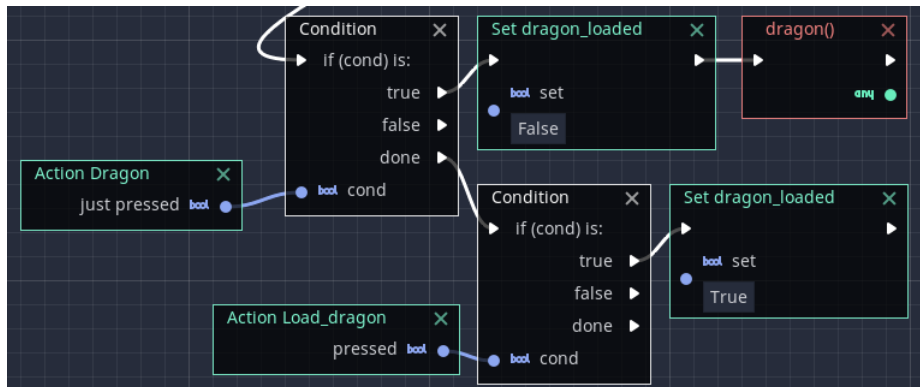 Condition
if (cond) is:
true
false
done
bool cond
Set dragon_loaded
bool set
False
dragon()
any
Action Dragon
just pressed bool
Condition
if (cond) is:
true
false
done
bool cond
Set dragon_loaded
bool set
True
Action Load_dragon
pressed bool